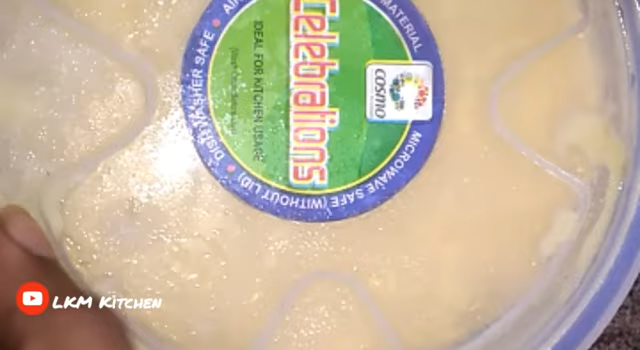 Celebrations
IDEAL FOR KITCHEN USAGE
COSMO
DISHWASHER SAFE • AIR
MATERIAL
MICROWAVE SAFE (WITHOUT LID) •
LKM Kitchen